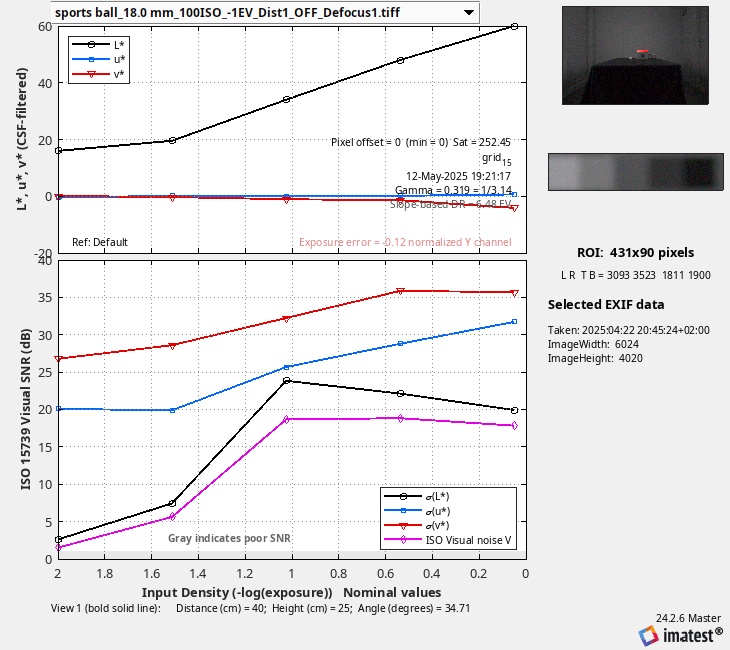 sports ball_18.0 mm_100ISO_-1EV_Dist1_OFF_Defocus1.tiff
L*, u*, v* (CSF-filtered)
60
40
20
0
-20
L*
u*
v*
Pixel offset = 0 (min = 0) Sat = 252.45
grid15
12-May-2025 19:21:17
Gamma = 0.319 = 1/3.14
Slope-based DR = 6.48 EV
Ref: Default
Exposure error = -0.12 normalized Y channel
ISO 15739 Visual SNR (dB)
40
35
30
25
20
15
10
5
0
σ(L*)
σ(u*)
σ(v*)
ISO Visual noise V
Gray indicates poor SNR
2 1.8 1.6 1.4 1.2 1 0.8 0.6 0.4 0.2 0
Input Density (-log(exposure)) Nominal values
View 1 (bold solid line): Distance (cm) = 40; Height (cm) = 25; Angle (degrees) = 34.71
ROI: 431x90 pixels
L R T B = 3093 3523 1811 1900
Selected EXIF data
Taken: 2025:04:22 20:45:24+02:00
ImageWidth: 6024
ImageHeight: 4020
24.2.6 Master
imatest®